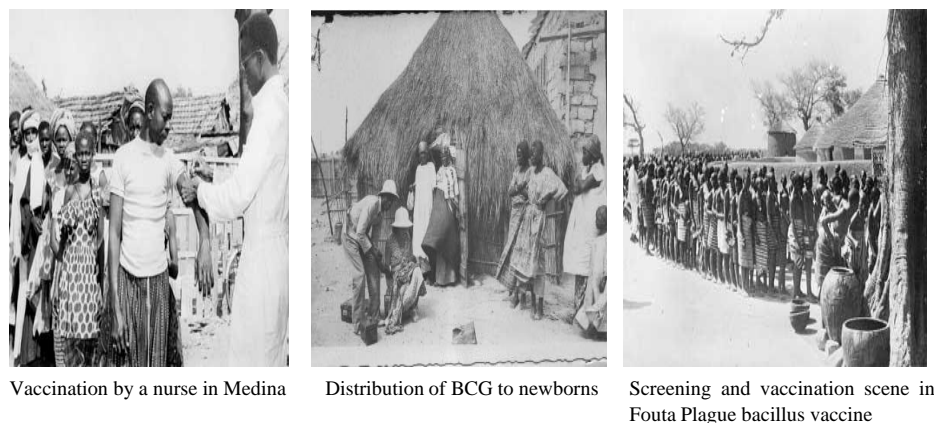 Vaccination by a nurse in Medina
Distribution of BCG to newborns
Screening and vaccination scene in
Fouta Plague bacillus vaccine